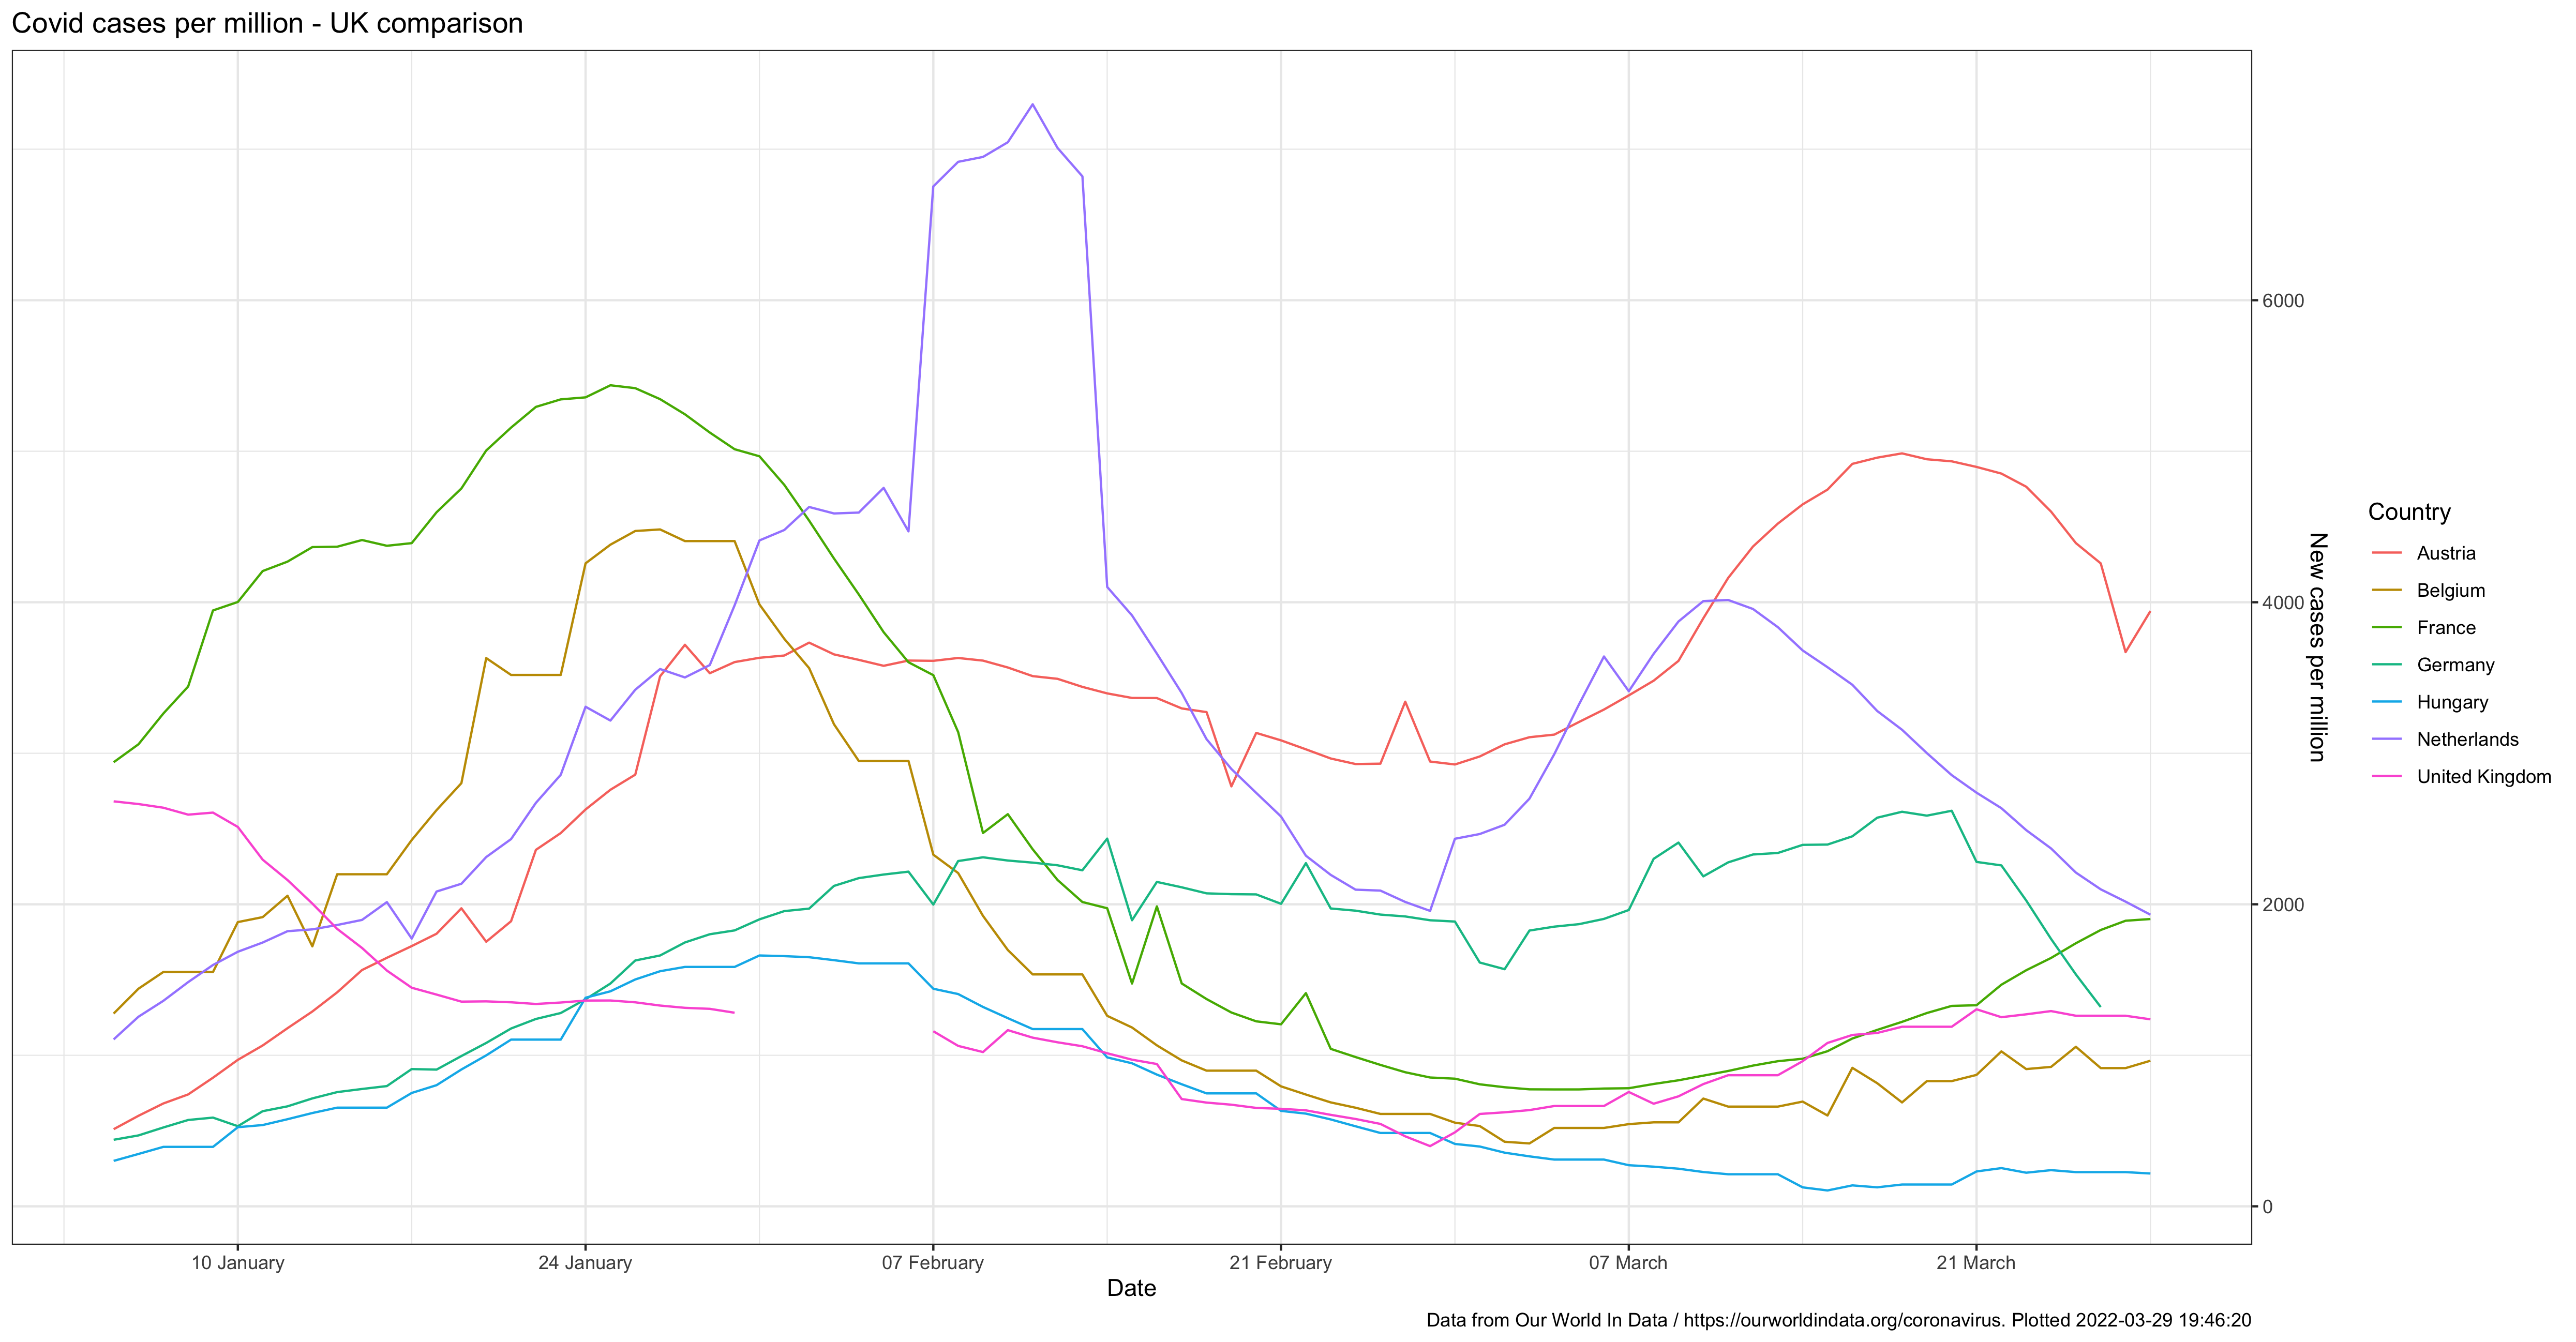 Covid cases per million - UK comparison
6000
4000
2000
0
New cases per million
10 January
24 January
07 February
21 February
07 March
21 March
Date
Country
Austria
Belgium
France
Germany
Hungary
Netherlands
United Kingdom
Data from Our World In Data / https://ourworldindata.org/coronavirus. Plotted 2022-03-29 19:46:20